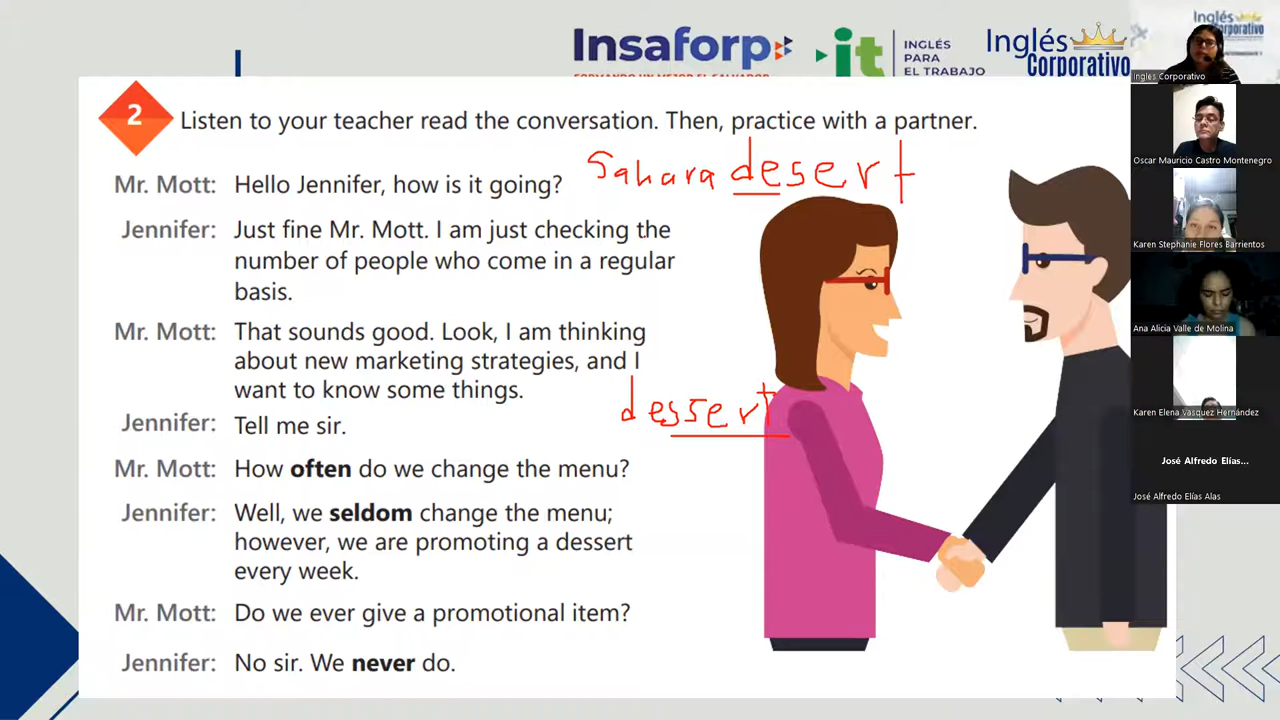 Insaforp
FORMANDO UN MEJOR EL SALVADOR
it
INGLÉS
PARA
EL TRABAJO
Inglés
Corporativo
Inglés
Corporativo
Ingles Corporativo
2
Listen to your teacher read the conversation. Then, practice with a partner.
Sahara desert
Mr. Mott: Hello Jennifer, how is it going?
Jennifer: Just fine Mr. Mott. I am just checking the
number of people who come in a regular
basis.
Mr. Mott: That sounds good. Look, I am thinking
about new marketing strategies, and I
want to know some things.
dessert
Jennifer: Tell me sir.
Mr. Mott: How often do we change the menu?
Jennifer: Well, we seldom change the menu;
however, we are promoting a dessert
every week.
Mr. Mott: Do we ever give a promotional item?
Jennifer: No sir. We never do.
Oscar Mauricio Castro Montenegro
Karen Stephanie Flores Barrientos
Ana Alicia Valle de Molina
Karen Elena Vasquez Hernández
José Alfredo Elías...
José Alfredo Elías Alas